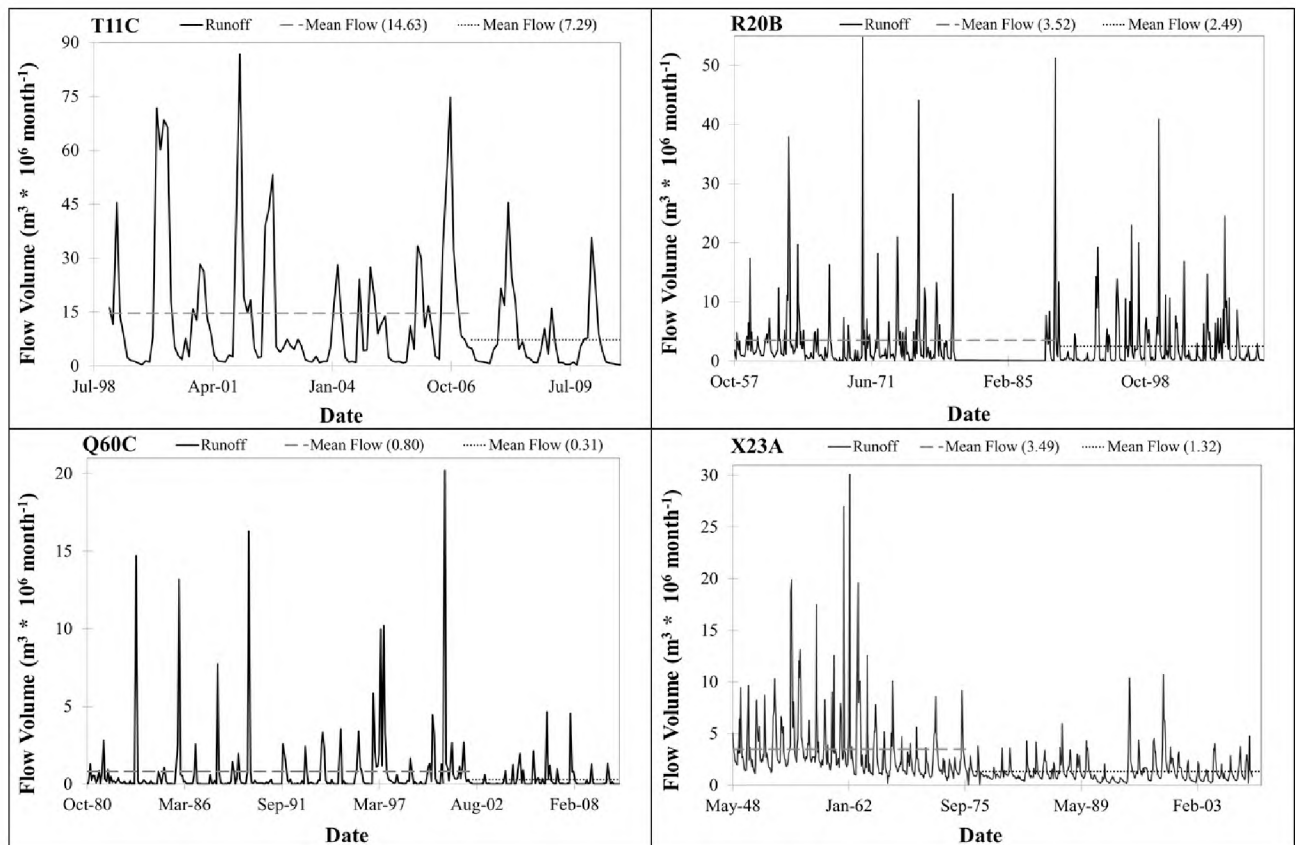 T11C
Runoff
Mean Flow (14.63)
Mean Flow (7.29)
Flow Volume (m³ * 10⁶ month⁻¹)
90
75
60
45
30
15
0
Jul-98
Apr-01
Jan-04
Oct-06
Jul-09
Date
R20B
Runoff
Mean Flow (3.52)
Mean Flow (2.49)
Flow Volume (m³ * 10⁶ month⁻¹)
50
40
30
20
10
0
Oct-57
Jun-71
Feb-85
Oct-98
Date
Q60C
Runoff
Mean Flow (0.80)
Mean Flow (0.31)
Flow Volume (m³ * 10⁶ month⁻¹)
20
15
10
5
0
Oct-80
Mar-86
Sep-91
Mar-97
Aug-02
Feb-08
Date
X23A
Runoff
Mean Flow (3.49)
Mean Flow (1.32)
Flow Volume (m³ * 10⁶ month⁻¹)
30
25
20
15
10
5
0
May-48
Jan-62
Sep-75
May-89
Feb-03
Date